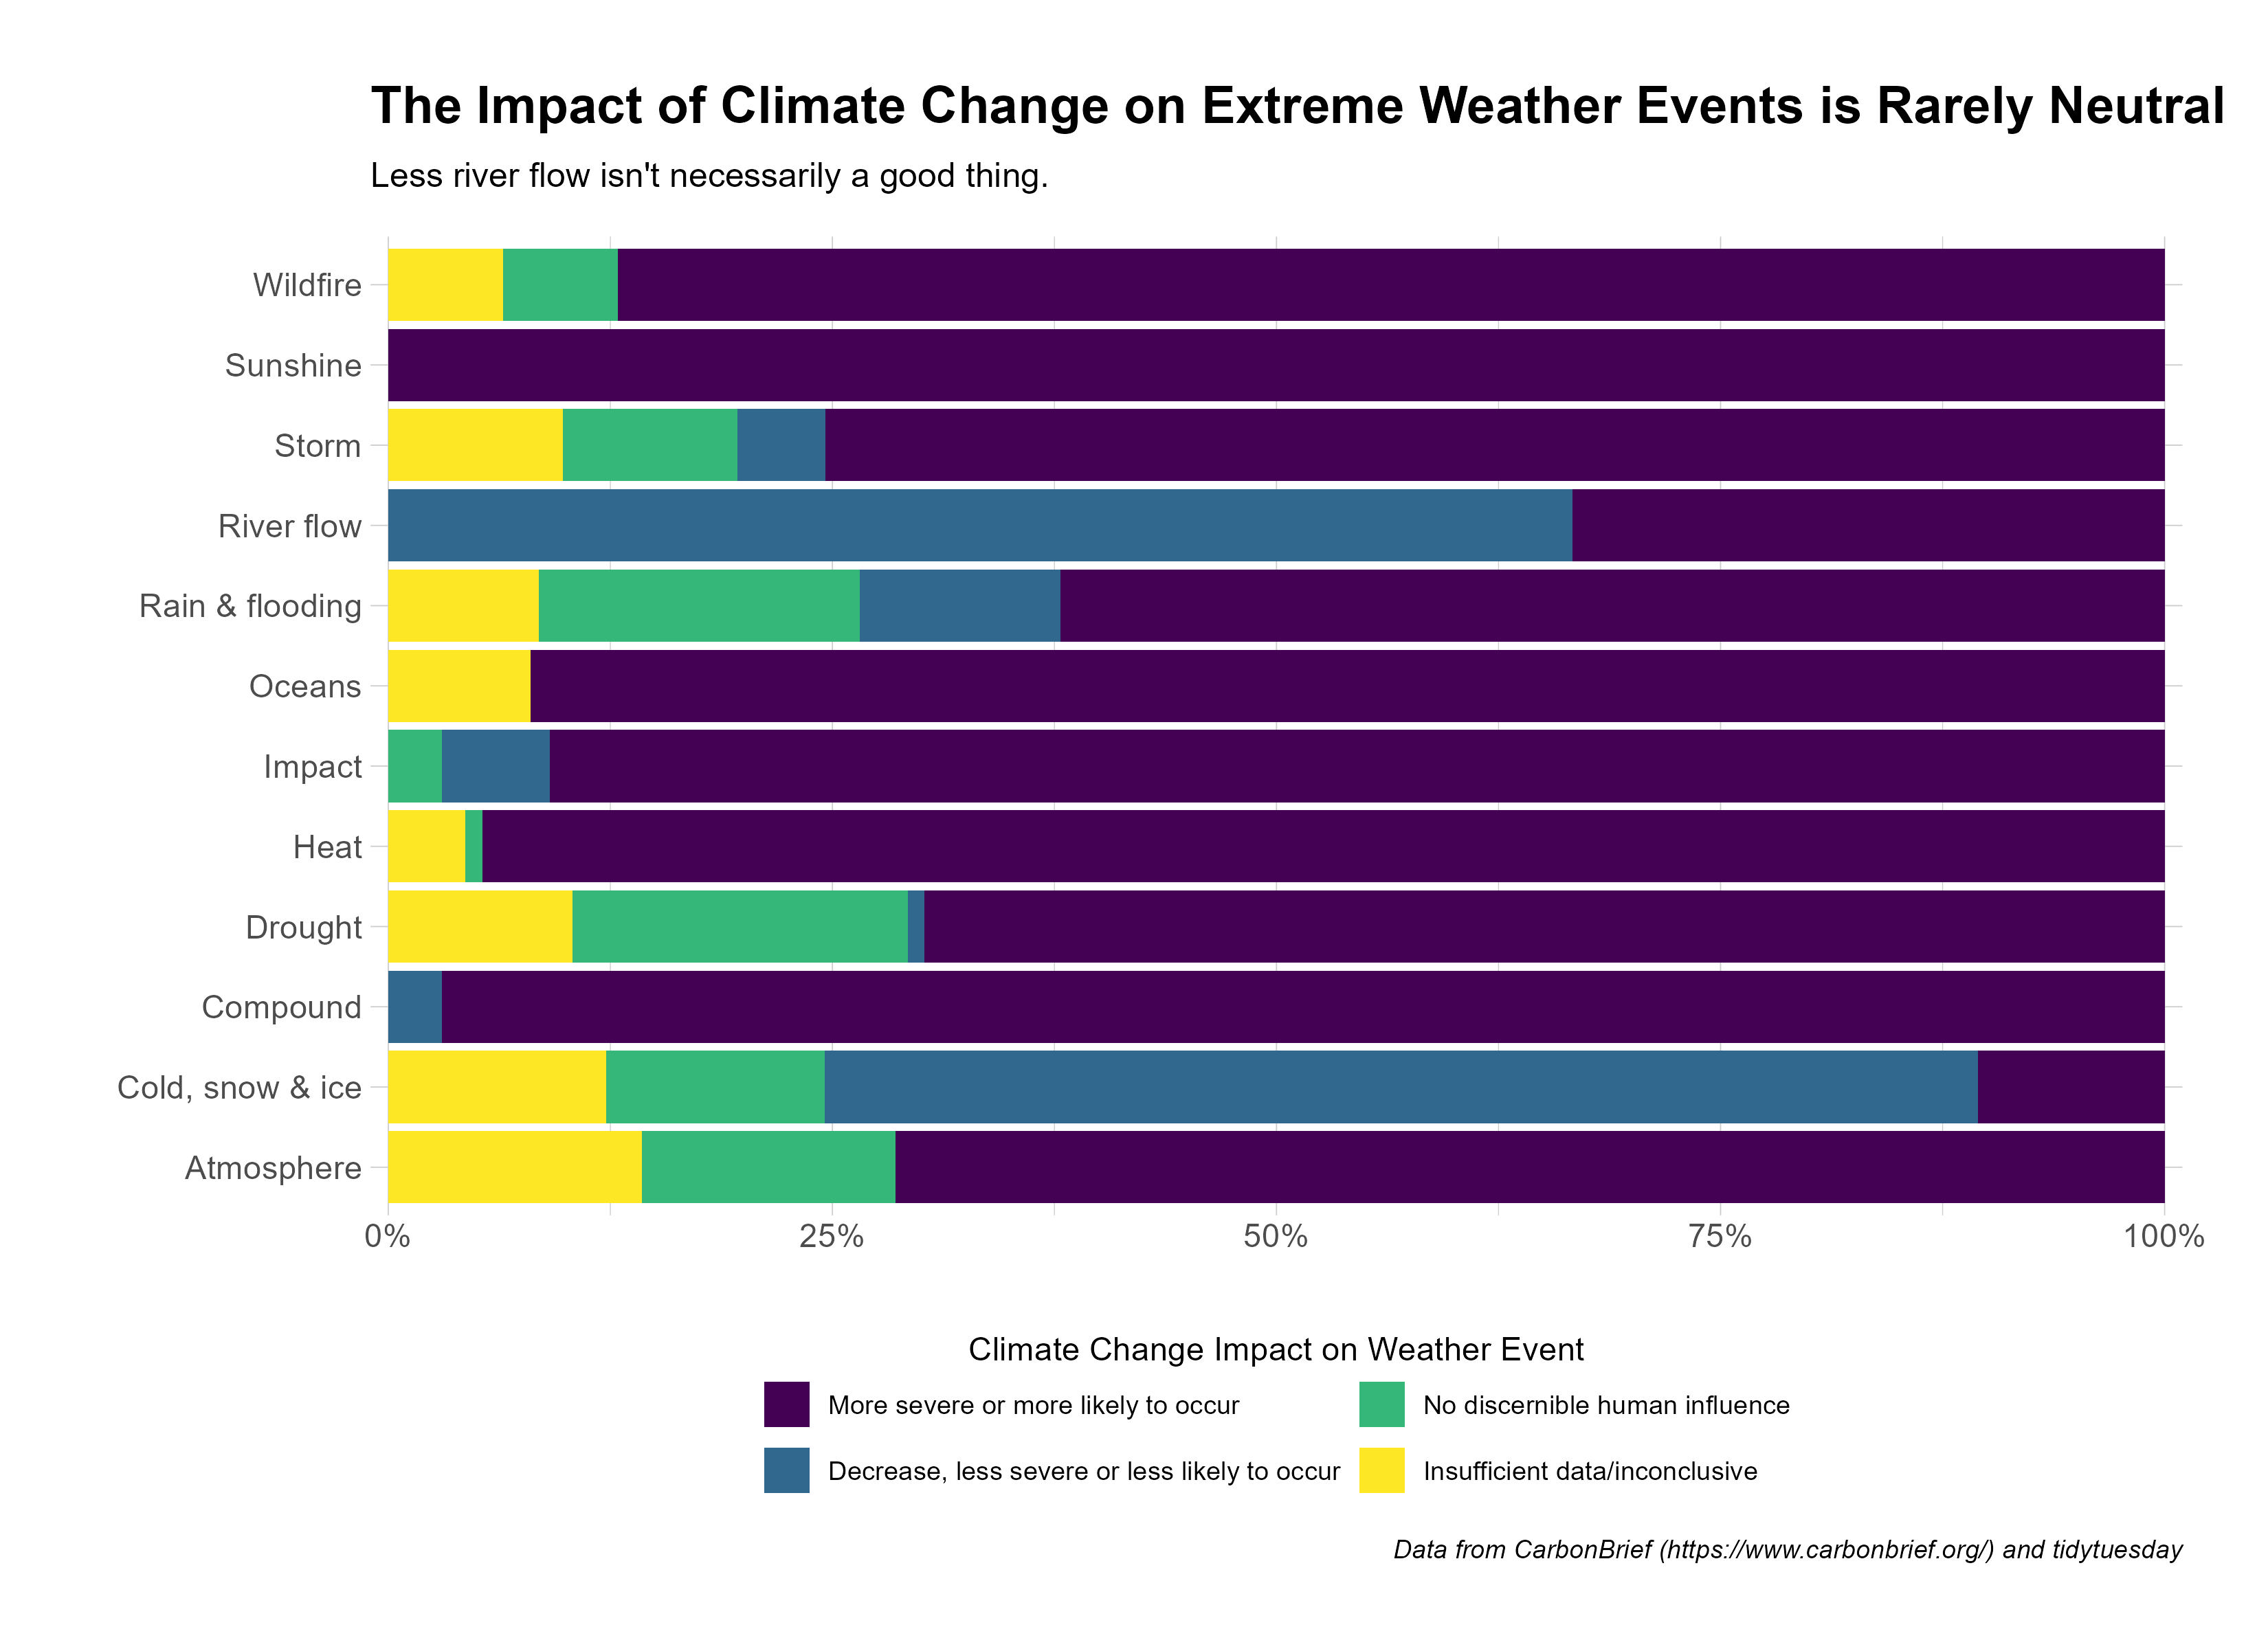 The Impact of Climate Change on Extreme Weather Events is Rarely Neutral
Less river flow isn't necessarily a good thing.
Wildfire
Sunshine
Storm
River flow
Rain & flooding
Oceans
Impact
Heat
Drought
Compound
Cold, snow & ice
Atmosphere
0% 25% 50% 75% 100%
Climate Change Impact on Weather Event
More severe or more likely to occur
No discernible human influence
Decrease, less severe or less likely to occur
Insufficient data/inconclusive
Data from CarbonBrief (https://www.carbonbrief.org/) and tidytuesday